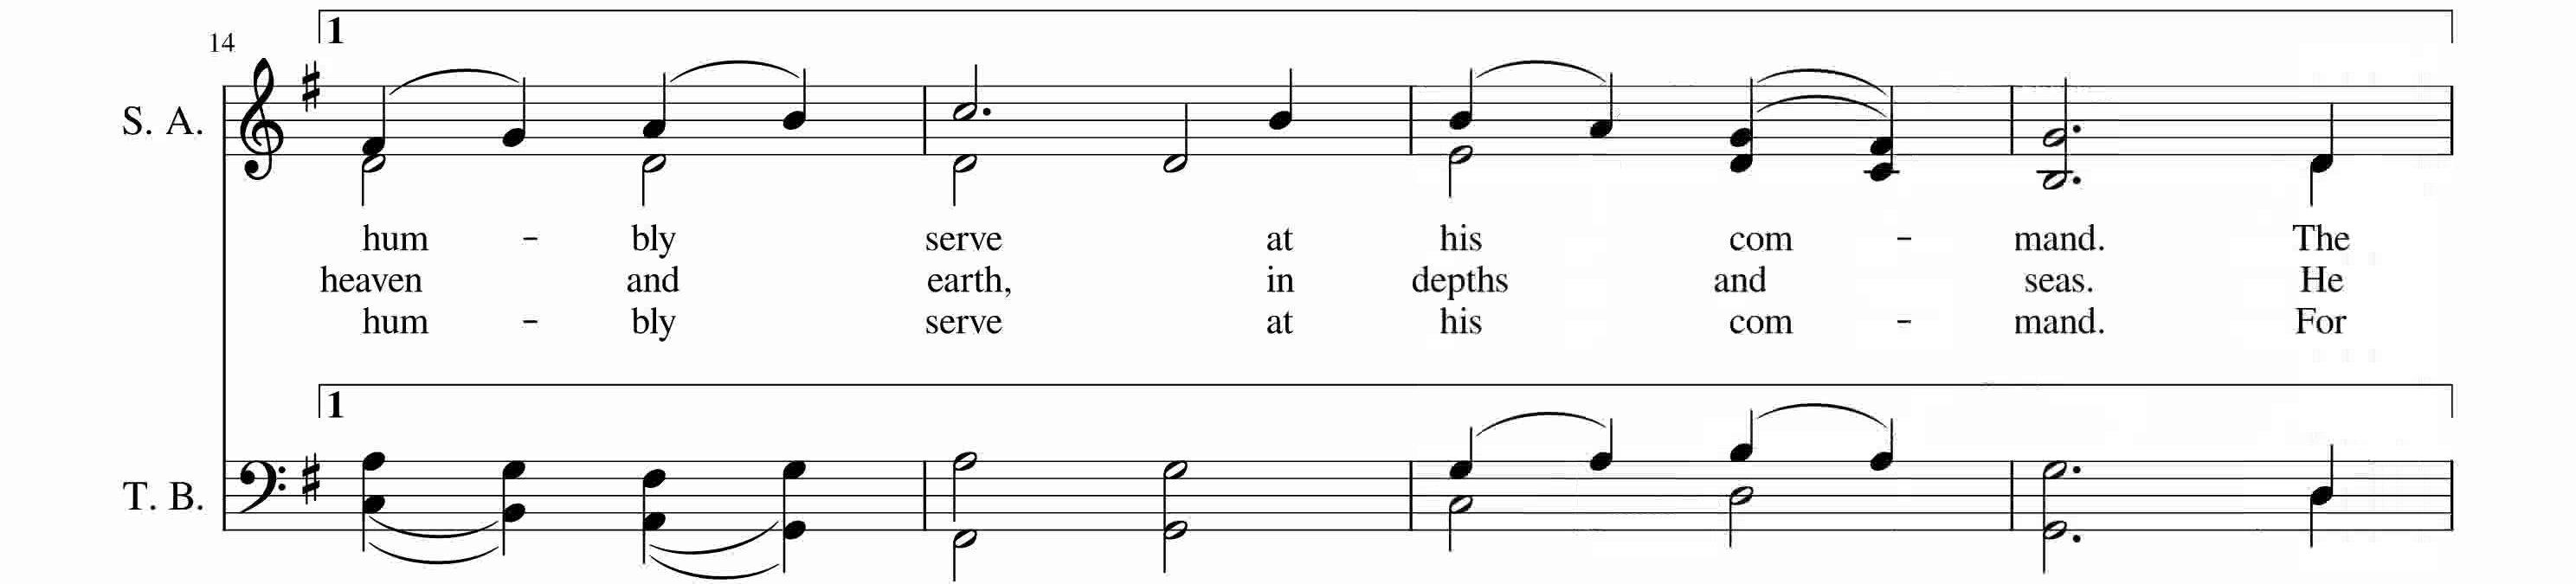 1
14
S. A.
hum - bly serve at his com - mand. The
heaven and earth, in depths and seas. He
hum - bly serve at his com - mand. For
1
T. B.